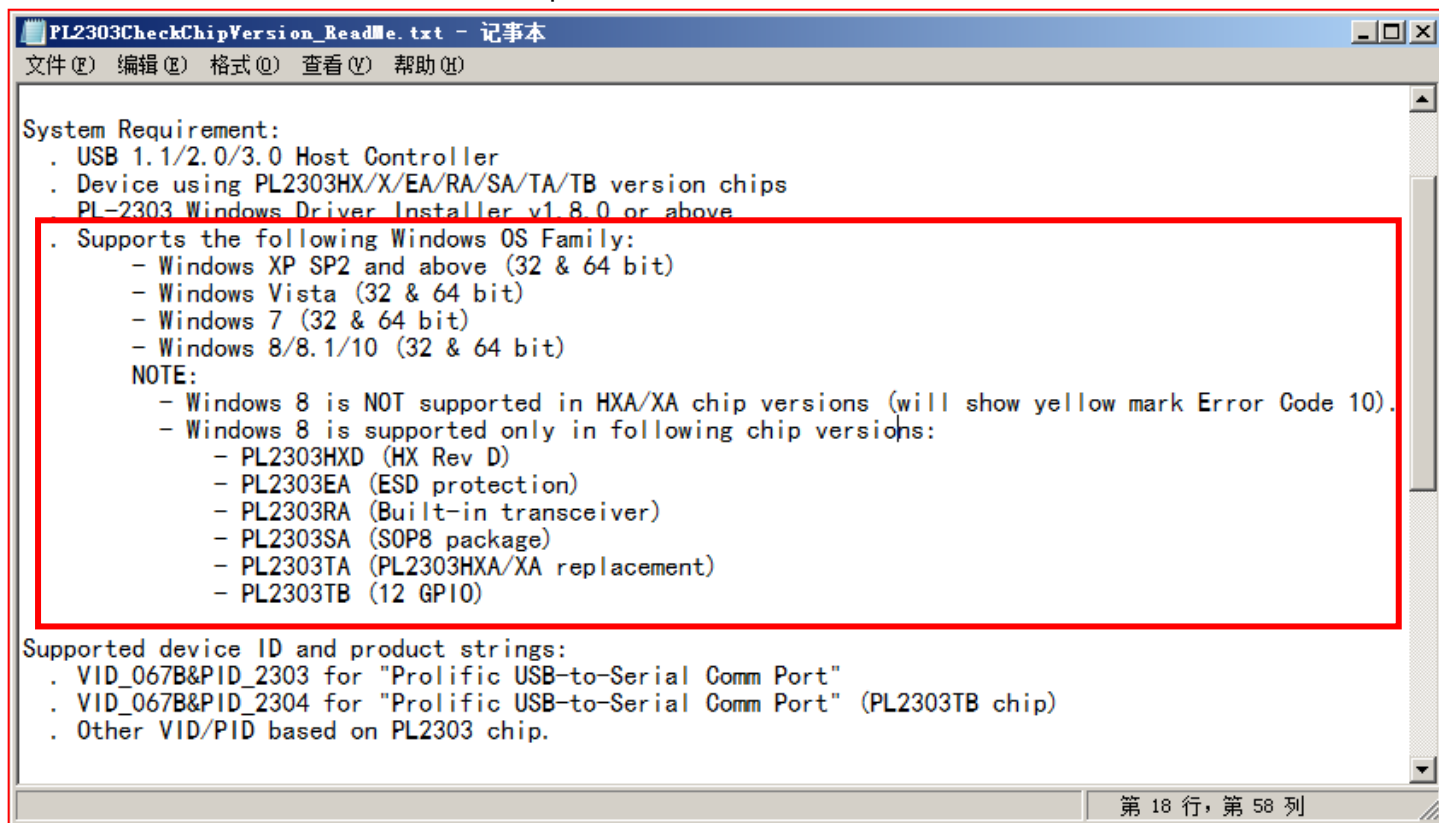 PL2303CheckChipVersion_ReadMe.txt - 记事本
文件(F) 编辑(E) 格式(O) 查看(V) 帮助(H)
System Requirement:
. USB 1.1/2.0/3.0 Host Controller
. Device using PL2303HX/X/EA/RA/SA/TA/TB version chips
. PL-2303 Windows Driver Installer v1.8.0 or above
. Supports the following Windows OS Family:
- Windows XP SP2 and above (32 & 64 bit)
- Windows Vista (32 & 64 bit)
- Windows 7 (32 & 64 bit)
- Windows 8/8.1/10 (32 & 64 bit)
NOTE:
- Windows 8 is NOT supported in HXA/XA chip versions (will show yellow mark Error Code 10).
- Windows 8 is supported only in following chip versions:
- PL2303HXD (HX Rev D)
- PL2303EA (ESD protection)
- PL2303RA (Built-in transceiver)
- PL2303SA (SOP8 package)
- PL2303TA (PL2303HXA/XA replacement)
- PL2303TB (12 GPIO)
Supported device ID and product strings:
. VID_067B&PID_2303 for "Prolific USB-to-Serial Comm Port"
. VID_067B&PID_2304 for "Prolific USB-to-Serial Comm Port" (PL2303TB chip)
. Other VID/PID based on PL2303 chip.
第 18 行，第 58 列